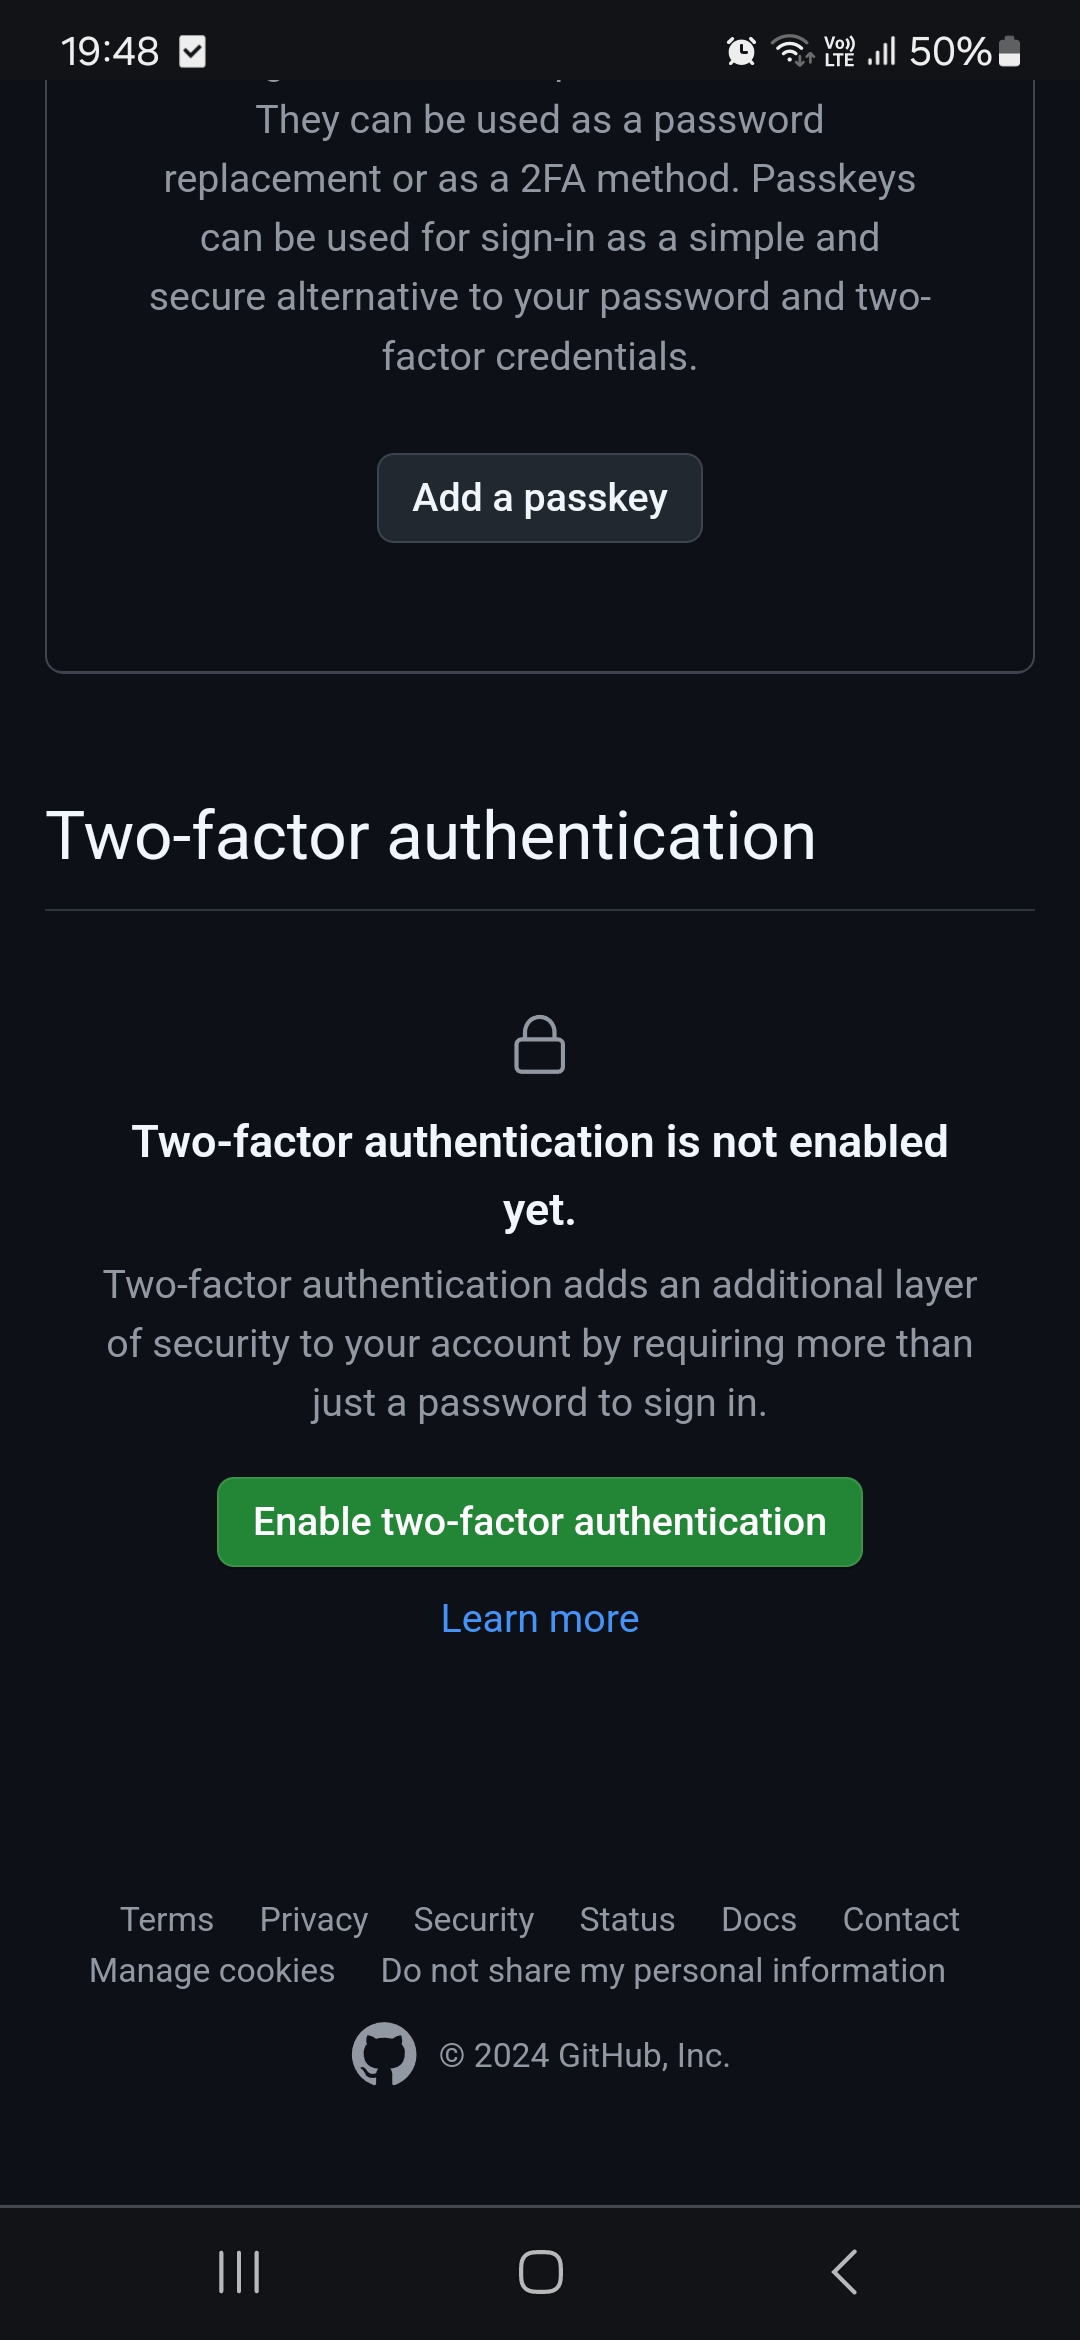 19:48
Vo)) LTE
50%
They can be used as a password
replacement or as a 2FA method. Passkeys
can be used for sign-in as a simple and
secure alternative to your password and two-
factor credentials.
Add a passkey
Two-factor authentication
Two-factor authentication is not enabled
yet.
Two-factor authentication adds an additional layer
of security to your account by requiring more than
just a password to sign in.
Enable two-factor authentication
Learn more
Terms Privacy Security Status Docs Contact
Manage cookies Do not share my personal information
© 2024 GitHub, Inc.